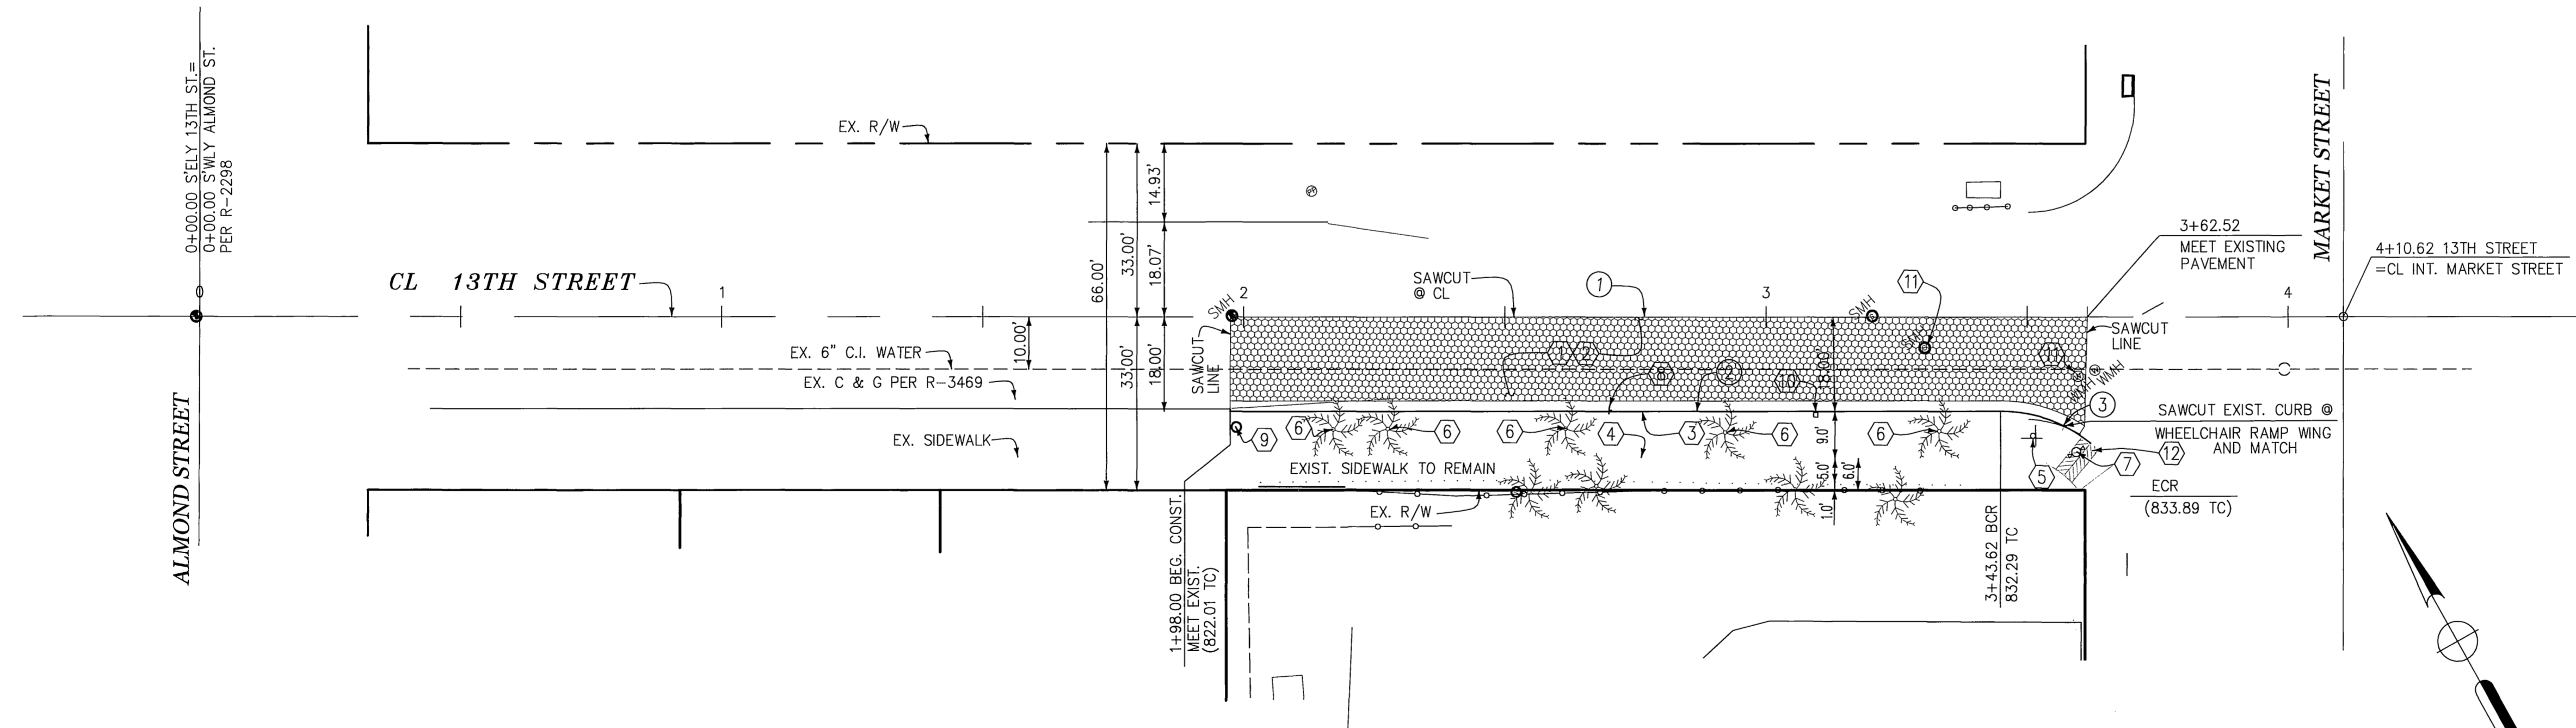 0+00.00 S'ELY 13TH ST.=
0+00.00 S'WLY ALMOND ST.
PER R-2298
ALMOND STREET
0
CL 13TH STREET
1
EX. R/W
EX. 6" C.I. WATER
10.00'
EX. C & G PER R-3469
EX. SIDEWALK
66.00'
33.00'
33.00'
14.93'
18.07'
18.00'
SMH
2
SAWCUT
LINE
SAWCUT
@ CL
1
3
SMH
11
SMH
1
2
8
2
10
18.00'
11
WMH
WMH
SAWCUT
LINE
3
SAWCUT EXIST. CURB @
WHEELCHAIR RAMP WING
AND MATCH
9
6
6
6
4
3
6
9.0'
6
5
7
12
EXIST. SIDEWALK TO REMAIN
5.0'
6.0'
1.0'
EX. R/W
ECR
(833.89 TC)
1+98.00 BEG. CONST.
MEET EXIST.
(822.01 TC)
3+43.62 BCR
832.29 TC
3+62.52
MEET EXISTING
PAVEMENT
MARKET STREET
4
4+10.62 13TH STREET
=CL INT. MARKET STREET